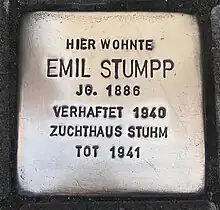 HIER WOHNTE
EMIL STUMPP
JG. 1886
VERHAFTET 1940
ZUCHTHAUS STUHM
TOT 1941